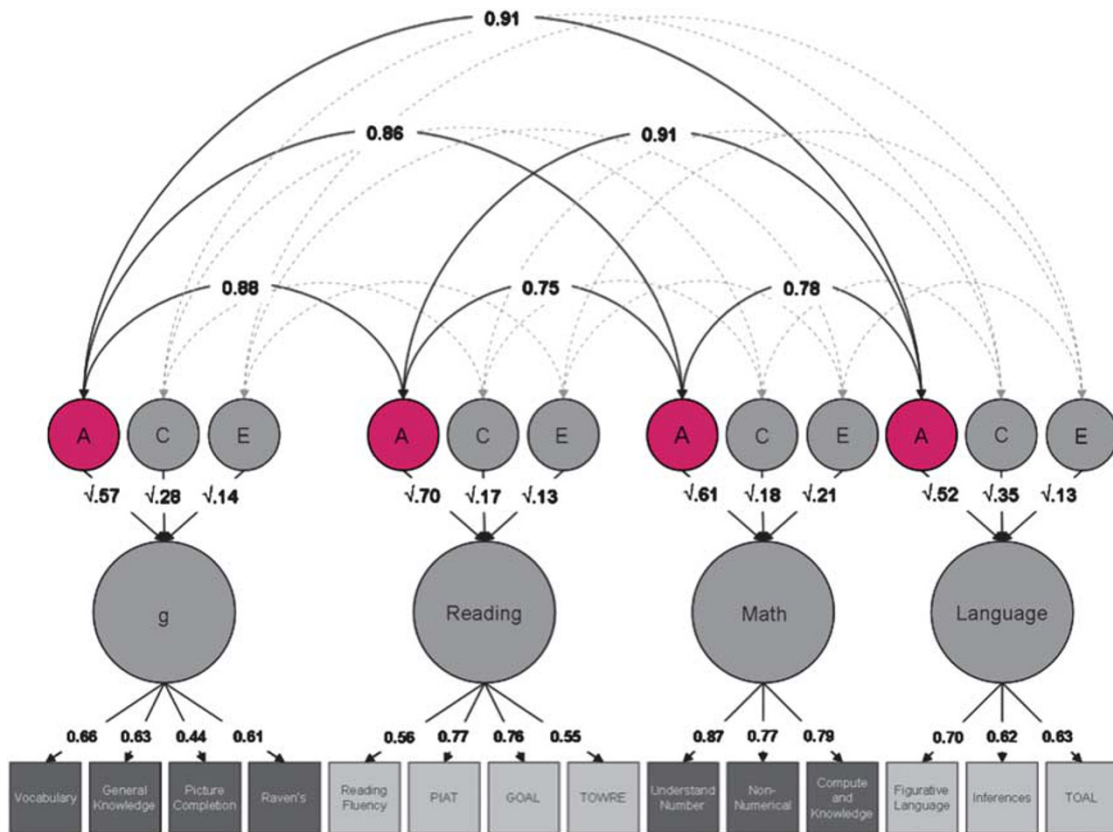 0.91
0.86 0.91
0.88 0.75 0.78
A C E A C E A C E A C E
√.57 √.28 √.14 √.70 √.17 √.13 √.61 √.18 √.21 √.52 √.35 √.13
g Reading Math Language
0.66 0.63 0.44 0.61 0.56 0.77 0.76 0.55 0.87 0.77 0.79 0.70 0.62 0.63
Vocabulary
General
Knowledge
Picture
Completion
Raven's
Reading
Fluency
PIAT
GOAL
TOWRE
Understand
Number
Non-
Numerical
Compute
and
Knowledge
Figurative
Language
Inferences
TOAL